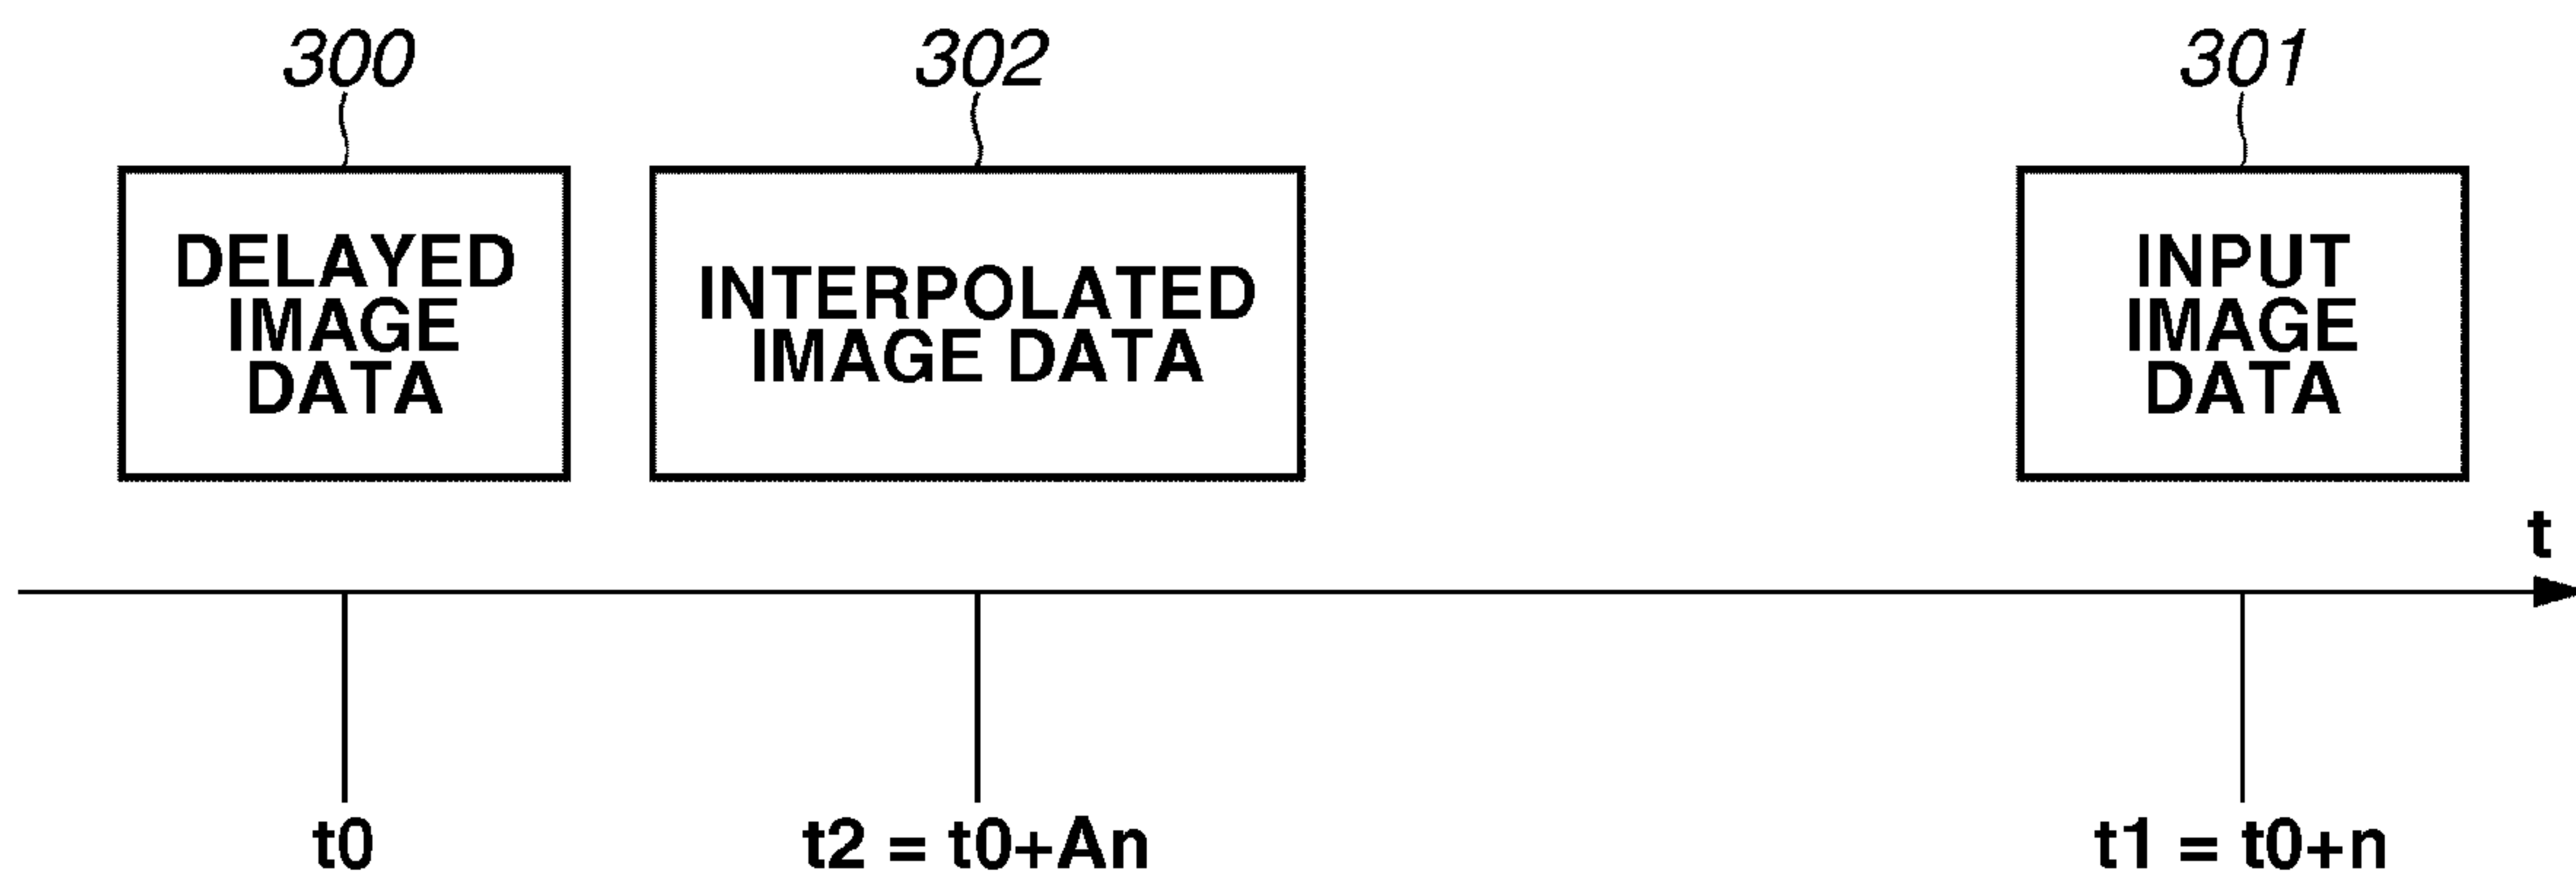 300
302
301
DELAYED
IMAGE
DATA
INTERPOLATED
IMAGE DATA
INPUT
IMAGE
DATA
t
t0
t2 = t0+An
t1 = t0+n